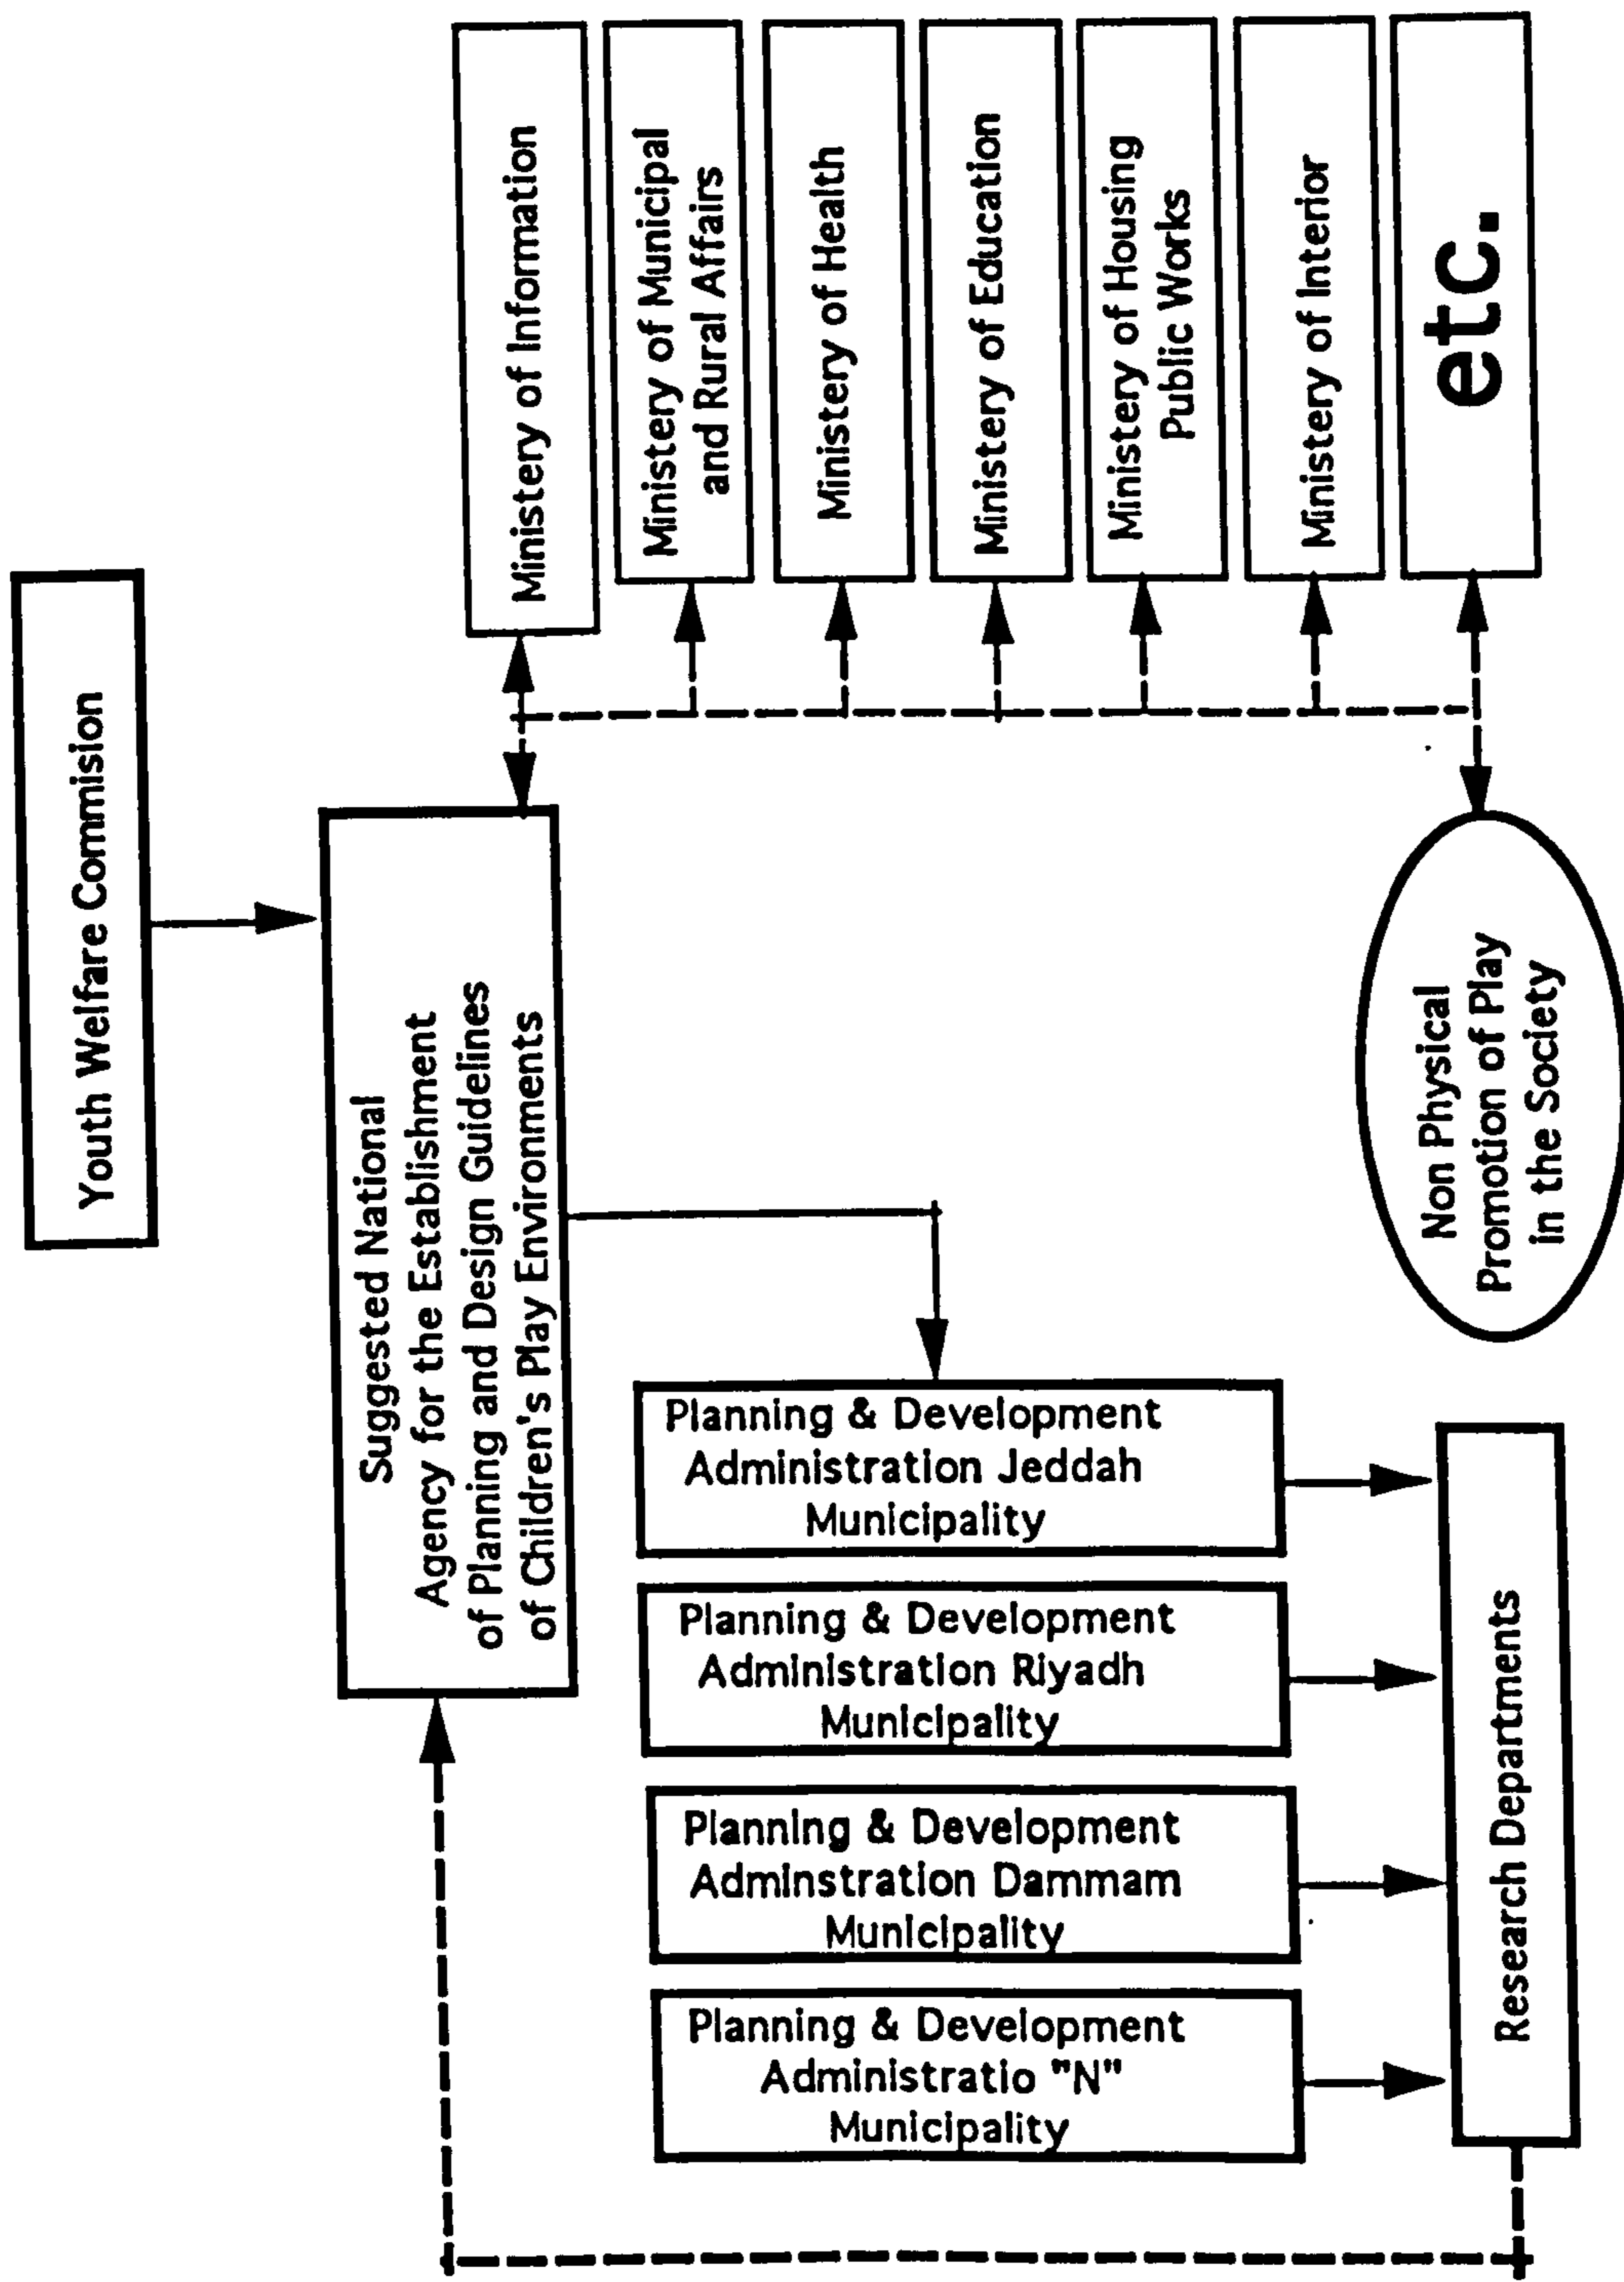 Youth Welfare Commision
Suggested National
Agency for the Establishment
of Planning and Design Guidelines
of Children's Play Environments
Ministery of Information
Ministery of Municipal
and Rural Affairs
Ministery of Health
Ministery of Education
Ministery of Housing
Public Works
Ministery of Interior
etc.
Planning & Development
Administration Jeddah
Municipality
Planning & Development
Administration Riyadh
Municipality
Planning & Development
Adminstration Dammam
Municipality
Planning & Development
Administratio "N"
Municipality
Research Departments
Non Physical
Promotion of Play
in the Society